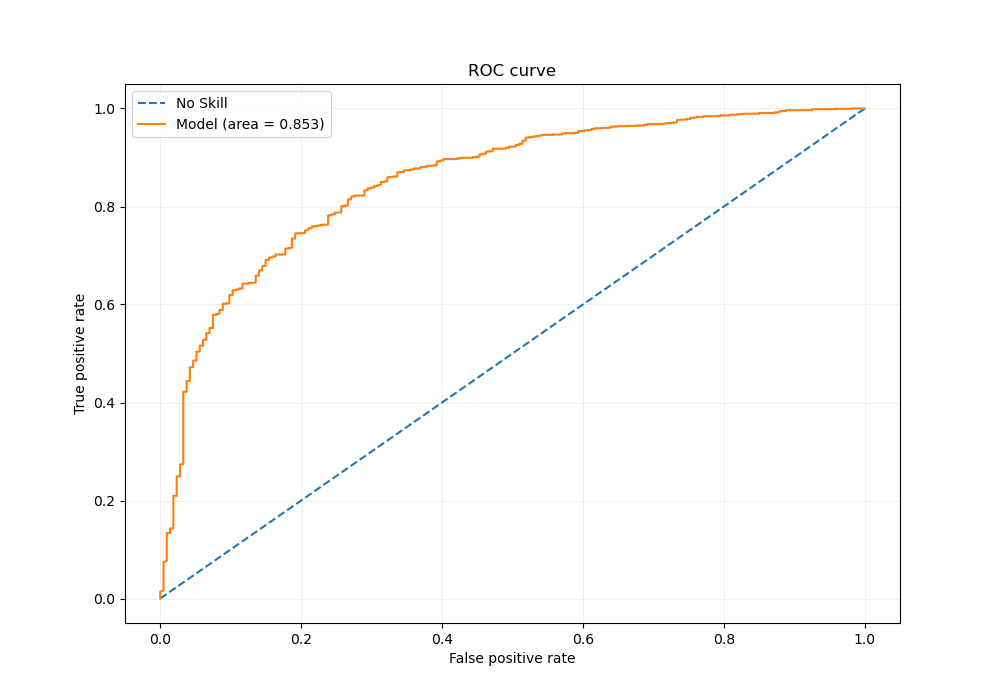 ROC curve
No Skill
Model (area = 0.853)
True positive rate
1.0
0.8
0.6
0.4
0.2
0.0
0.0 0.2 0.4 0.6 0.8 1.0
False positive rate